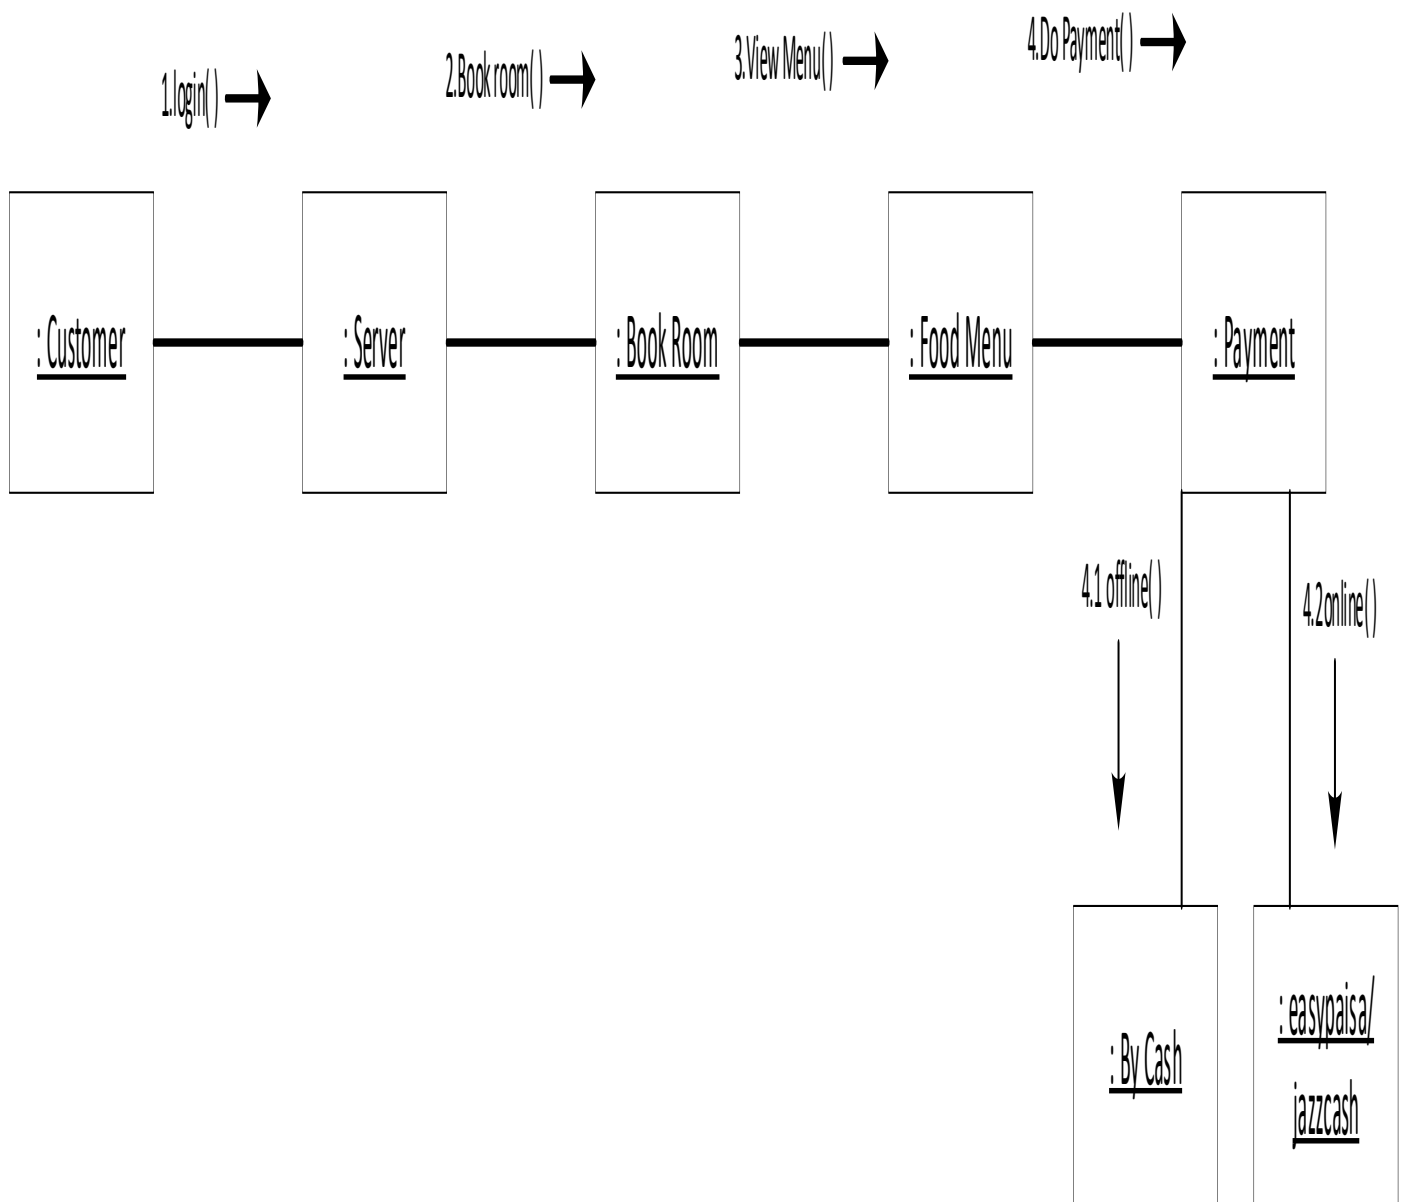 1.login()
2.Book room()
3.View Menu()
4.Do Payment()
: Customer
: Server
: Book Room
: Food Menu
: Payment
4.1 offline()
4.2online()
: By Cash
: easypaisa/
jazzcash